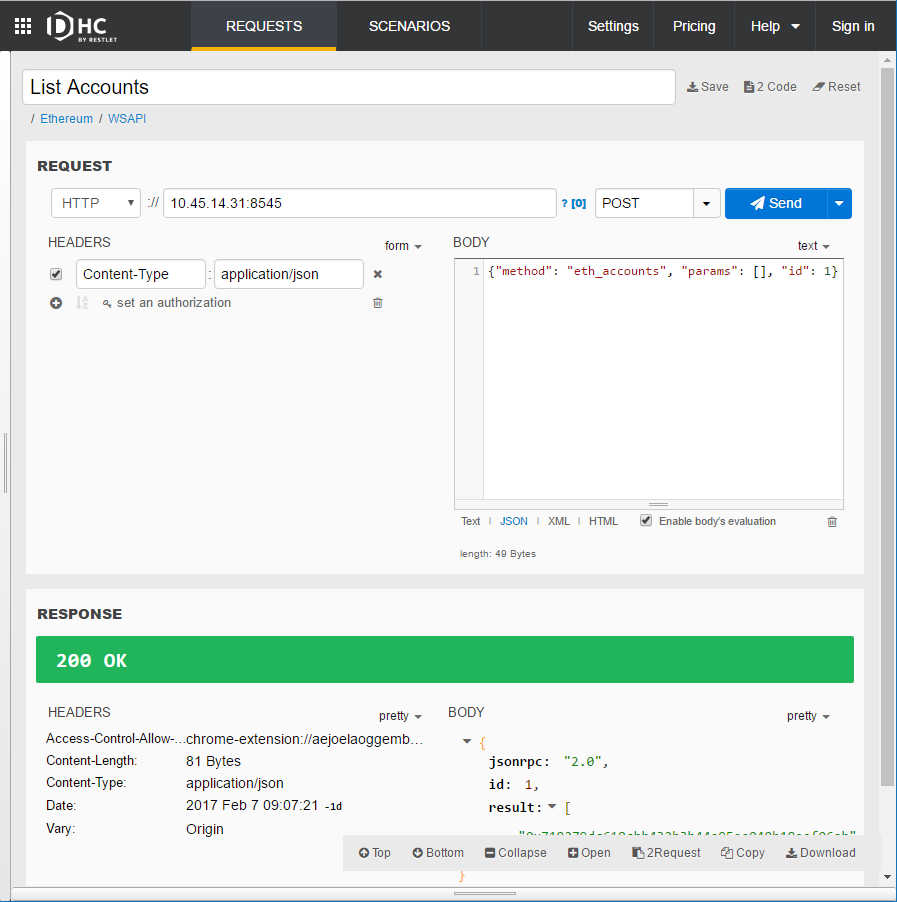 DHC
BY RESTLET
REQUESTS
SCENARIOS
Settings
Pricing
Help
Sign in
List Accounts
Save
2 Code
Reset
/ Ethereum / WSAPI
REQUEST
HTTP
://
10.45.14.31:8545
? [0]
POST
Send
HEADERS
form
Content-Type
:
application/json
set an authorization
BODY
text
1
{"method": "eth_accounts", "params": [], "id": 1}
Text
JSON
XML
HTML
Enable body's evaluation
length: 49 Bytes
RESPONSE
200 OK
HEADERS
pretty
Access-Control-Allow-... chrome-extension://aejoelaoggemb...
Content-Length: 81 Bytes
Content-Type: application/json
Date: 2017 Feb 7 09:07:21 -1d
Vary: Origin
BODY
pretty
{
jsonrpc: "2.0",
id: 1,
result: [
}
Top
Bottom
Collapse
Open
2Request
Copy
Download